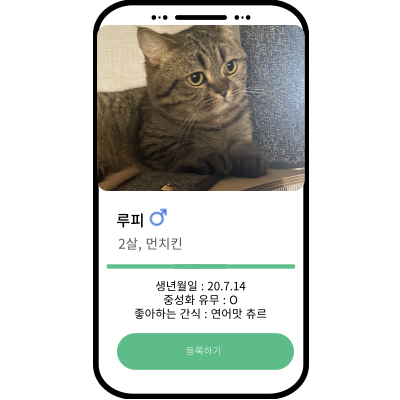 루피 ♂
2살, 먼치킨
생년월일 : 20.7.14
중성화 유무 : O
좋아하는 간식 : 연어맛 츄르
등록하기